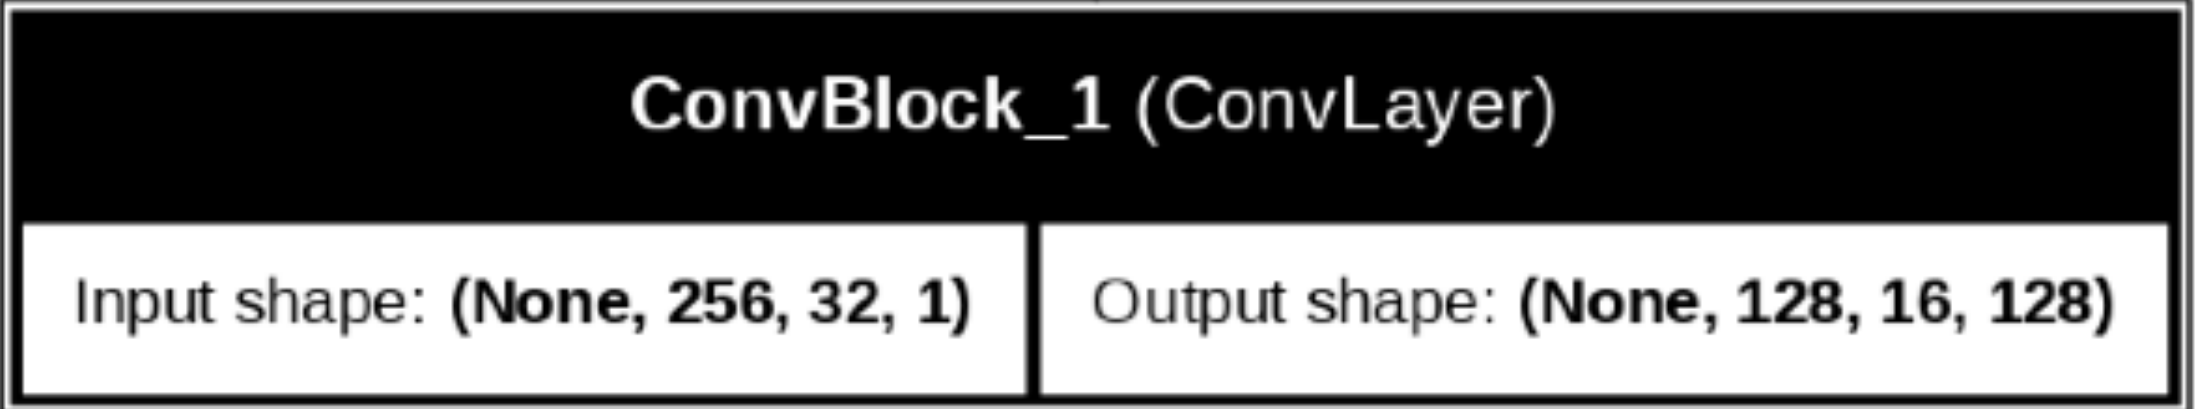 ConvBlock_1 (ConvLayer)
Input shape: (None, 256, 32, 1)
Output shape: (None, 128, 16, 128)